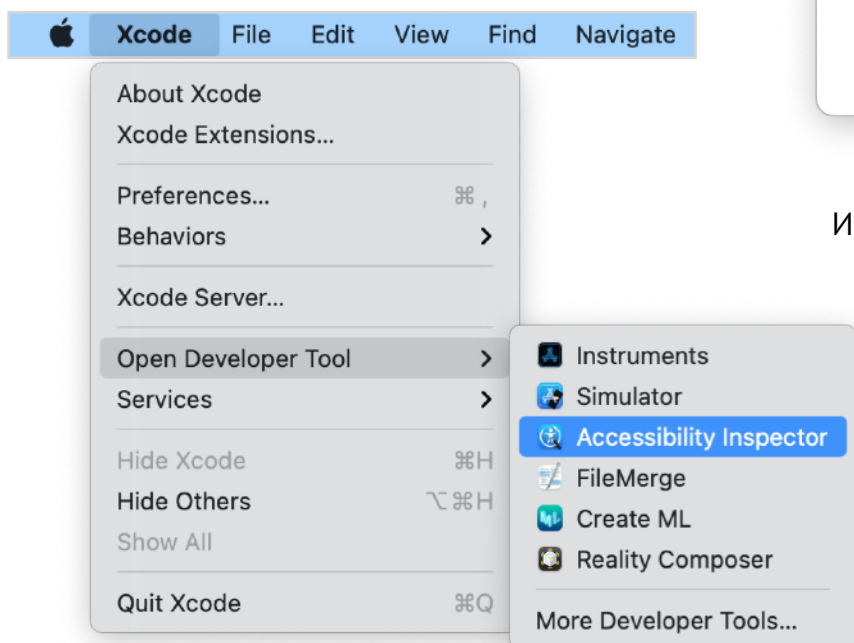 Xcode File Edit View Find Navigate
About Xcode
Xcode Extensions...
Preferences... ⌘ ,
Behaviors
Xcode Server...
Open Developer Tool
Services
Hide Xcode ⌘H
Hide Others ⌥⌘H
Show All
Quit Xcode ⌘Q
Instruments
Simulator
Accessibility Inspector
FileMerge
Create ML
Reality Composer
More Developer Tools...
И